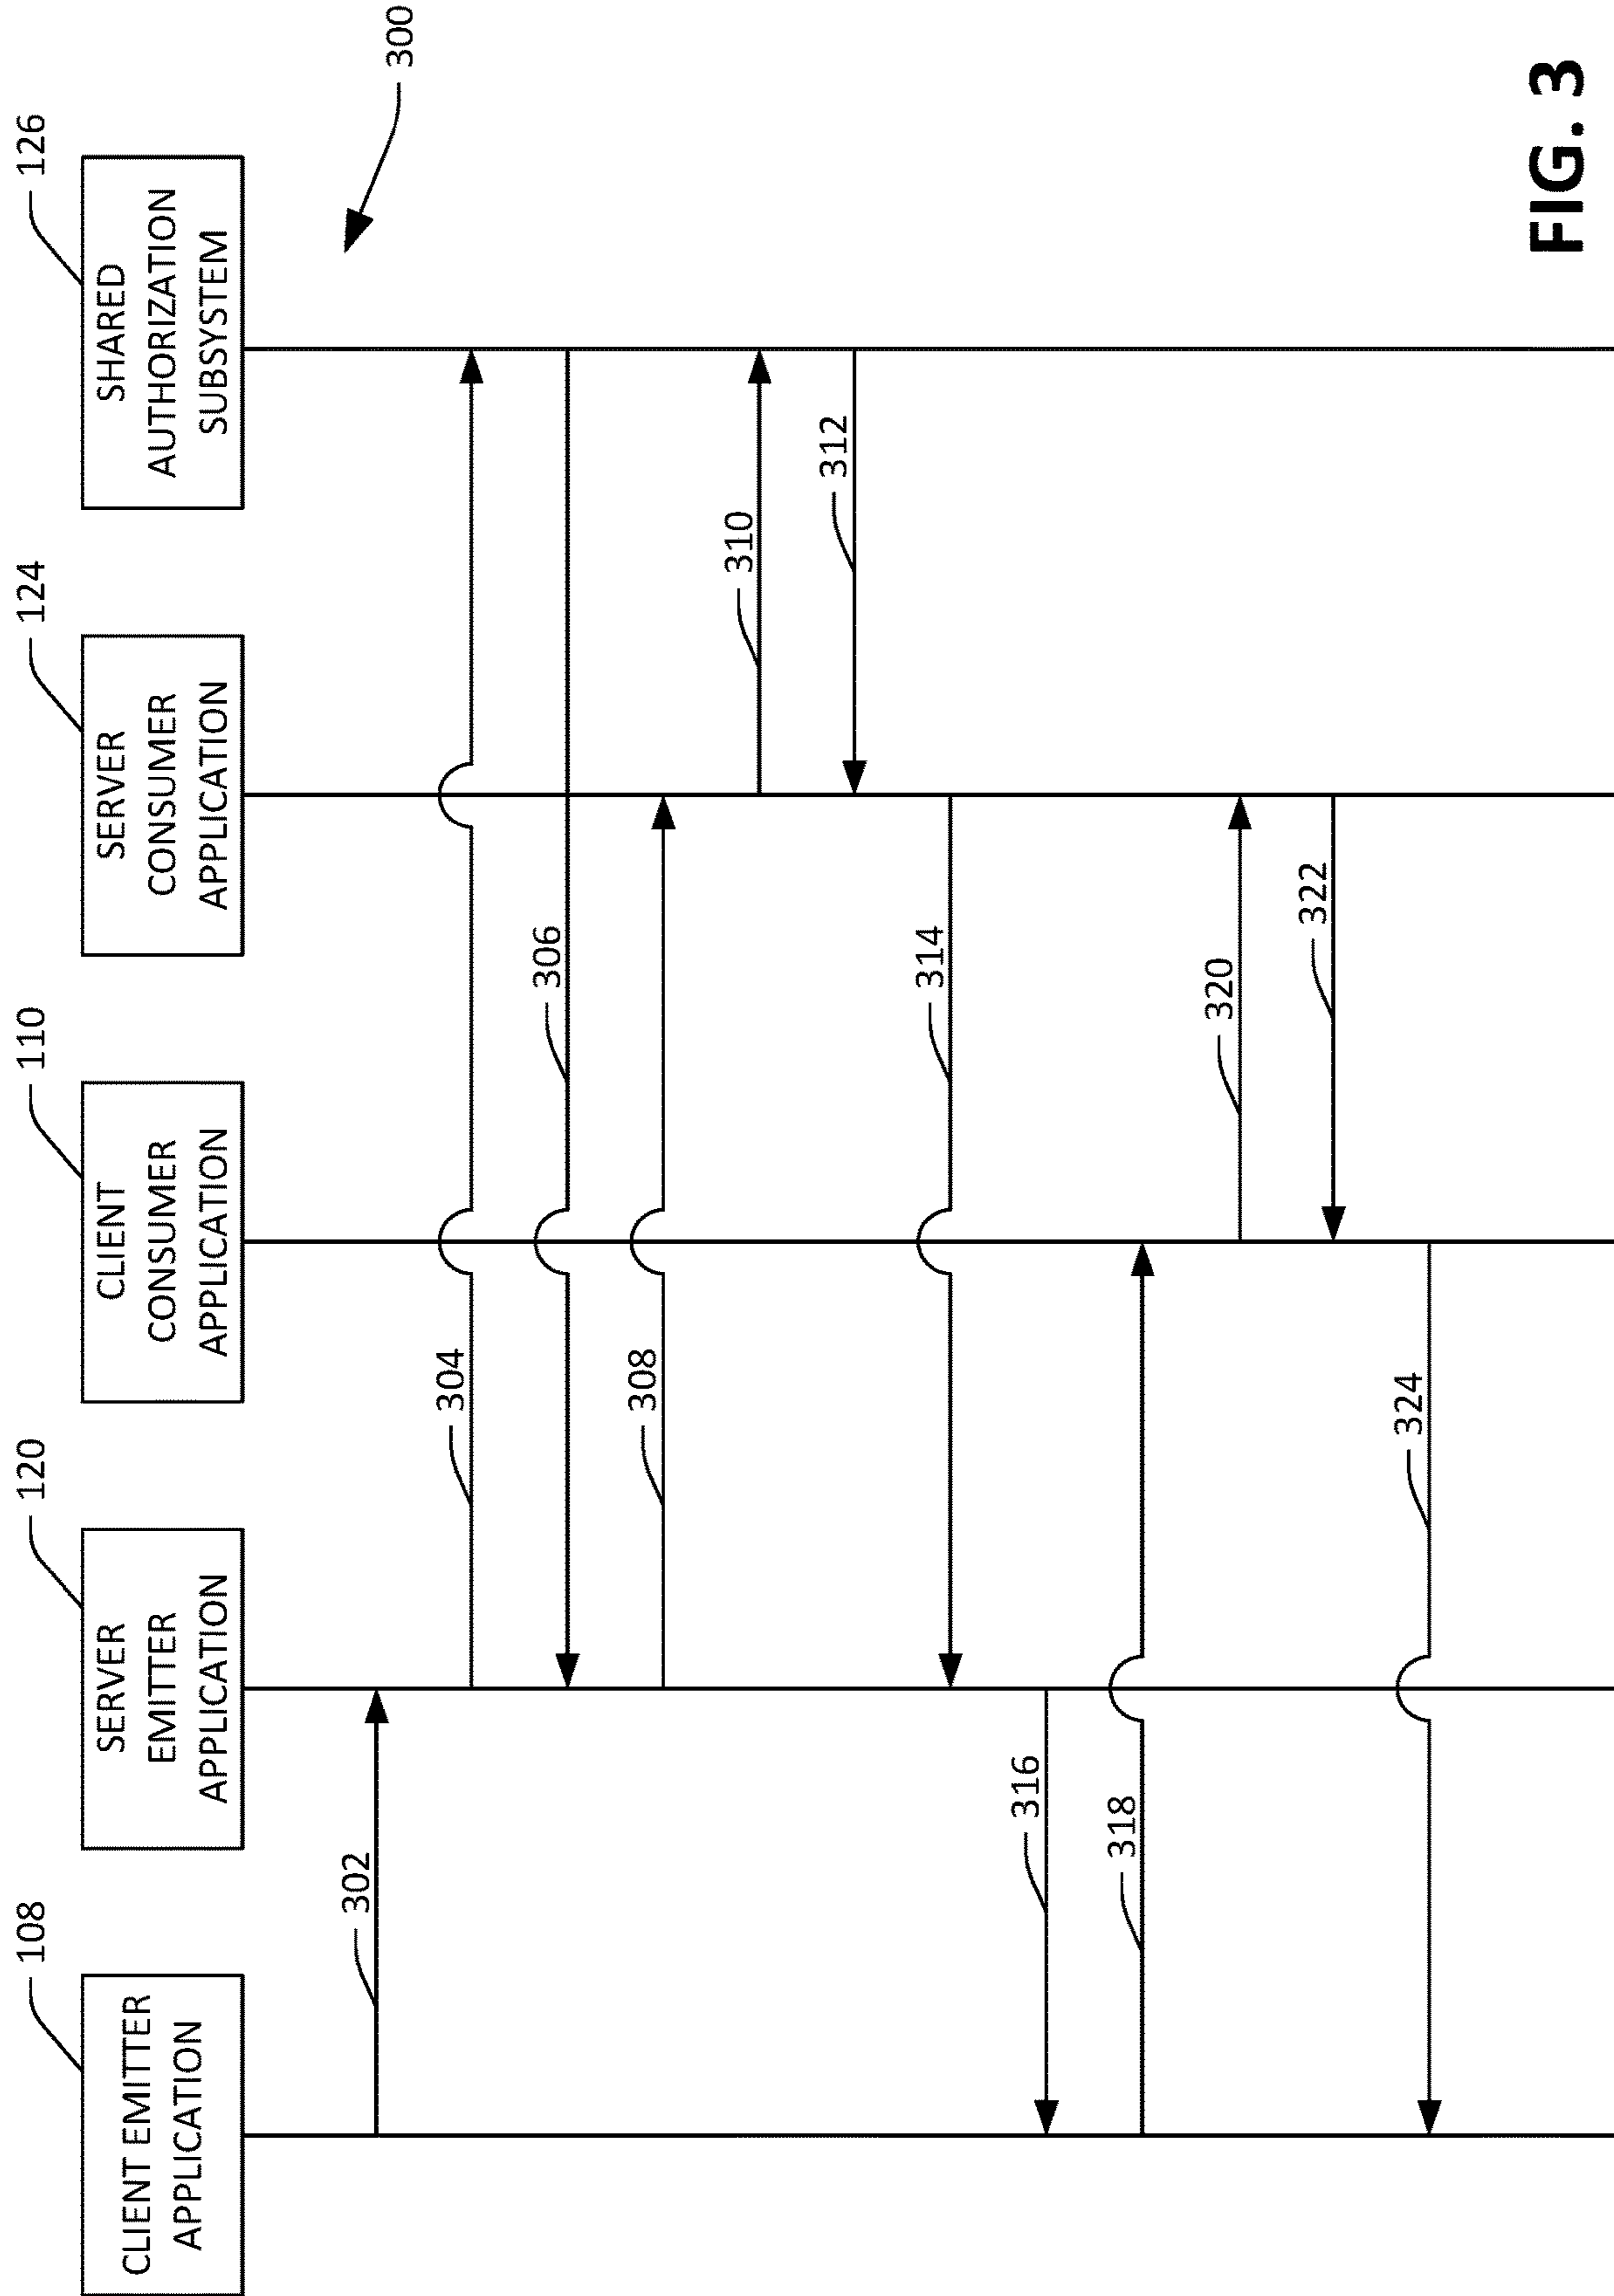 108
120
110
124
126
CLIENT EMITTER
APPLICATION
SERVER
EMITTER
APPLICATION
CLIENT
CONSUMER
APPLICATION
SERVER
CONSUMER
APPLICATION
SHARED
AUTHORIZATION
SUBSYSTEM
300
302
304
306
308
310
312
314
316
318
320
322
324
FIG. 3